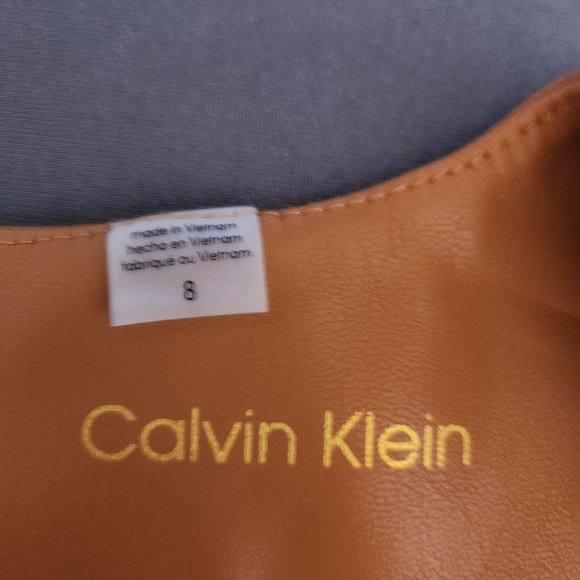 made in Vietnam
hecho en Vietnam
fabriqué au Vietnam
8
Calvin Klein